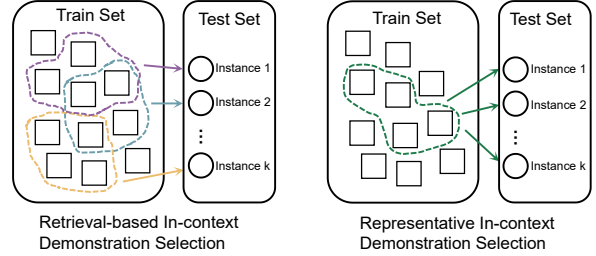 Train Set
Test Set
Instance 1
Instance 2
...
Instance k
Retrieval-based In-context
Demonstration Selection
Train Set
Test Set
Instance 1
Instance 2
...
Instance k
Representative In-context
Demonstration Selection